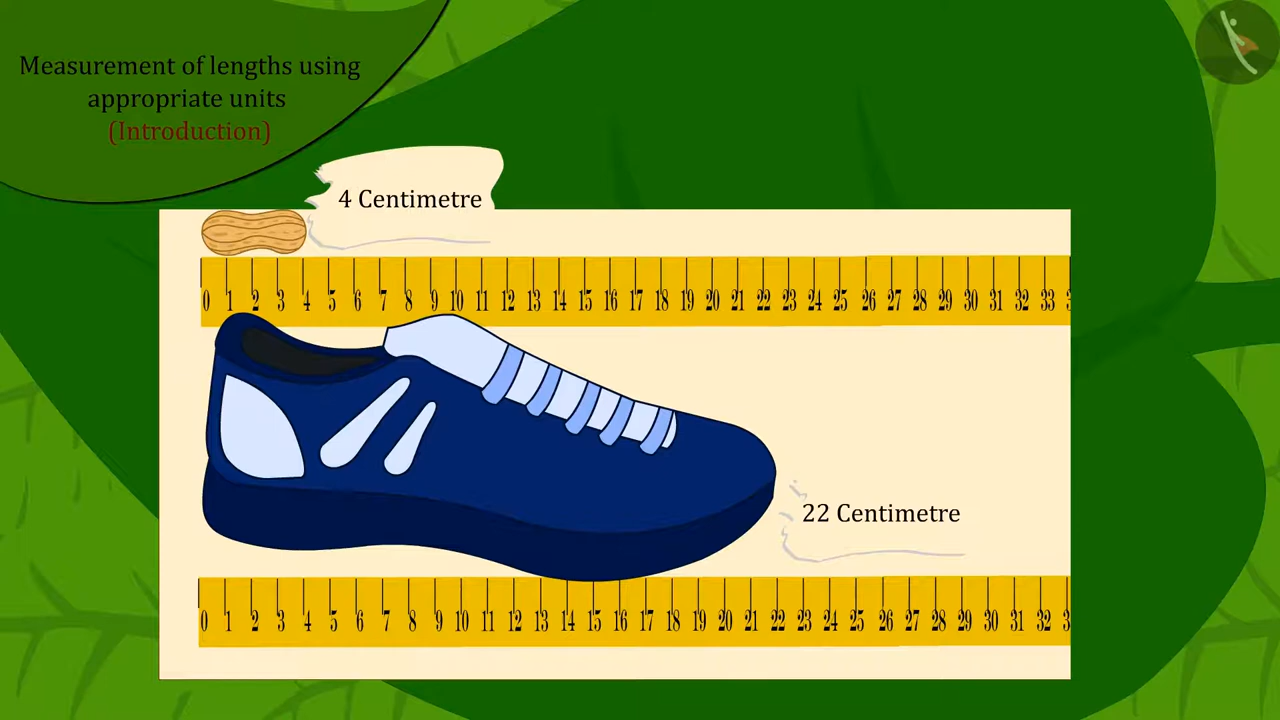 Measurement of lengths using
appropriate units
(Introduction)
4 Centimetre
0 1 2 3 4 5 6 7 8 9 10 11 12 13 14 15 16 17 18 19 20 21 22 23 24 25 26 27 28 29 30 31 32 33
22 Centimetre
0 1 2 3 4 5 6 7 8 9 10 11 12 13 14 15 16 17 18 19 20 21 22 23 24 25 26 27 28 29 30 31 32